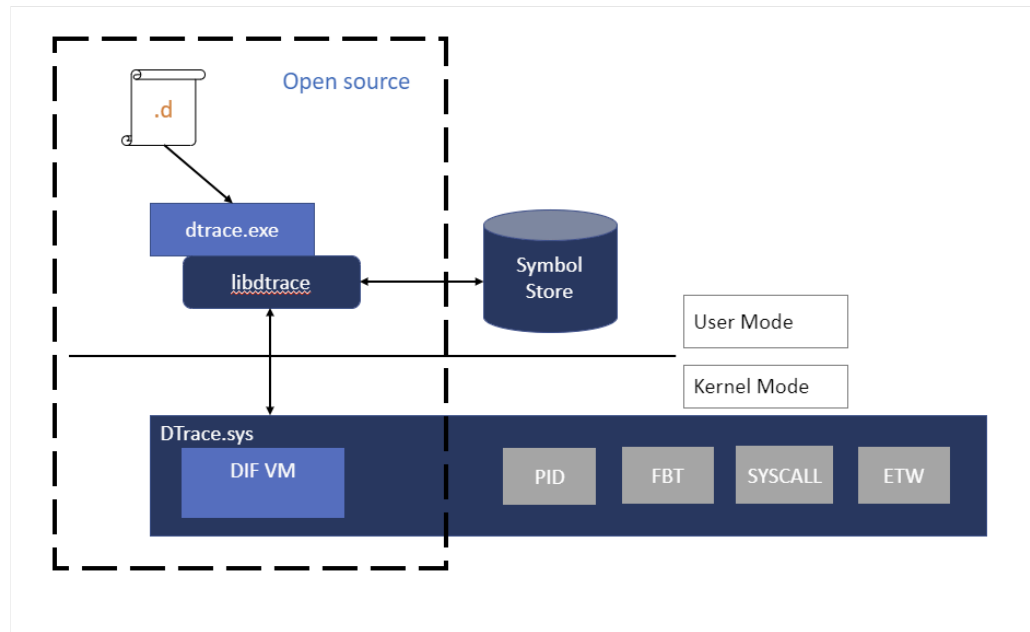 Open source
.d
dtrace.exe
libdtrace
Symbol
Store
User Mode
Kernel Mode
DTrace.sys
DIF VM
PID
FBT
SYSCALL
ETW